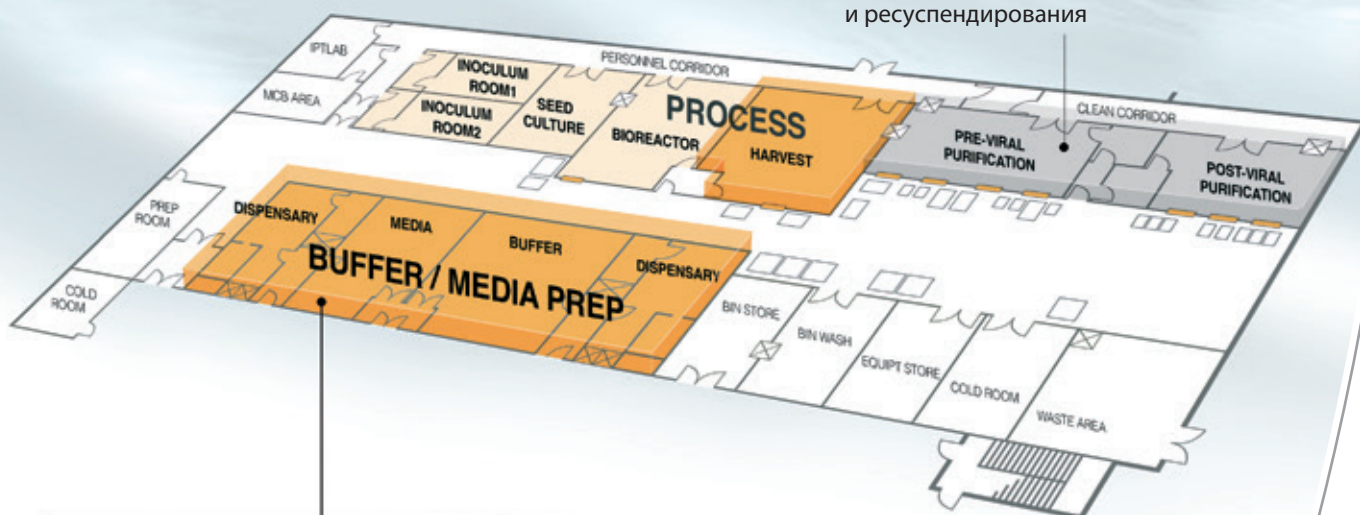 и ресуспендирования
IPTLAB
MCB AREA
PERSONNEL CORRIDOR
INOCULUM
ROOM1
INOCULUM
ROOM2
SEED
CULTURE
BIOREACTOR
PROCESS
HARVEST
PRE-VIRAL
PURIFICATION
CLEAN CORRIDOR
POST-VIRAL
PURIFICATION
PREP
ROOM
COLD
ROOM
DISPENSARY
MEDIA
BUFFER
DISPENSARY
BUFFER / MEDIA PREP
BIN STORE
BIN WASH
EQUIPT STORE
COLD ROOM
WASTE AREA